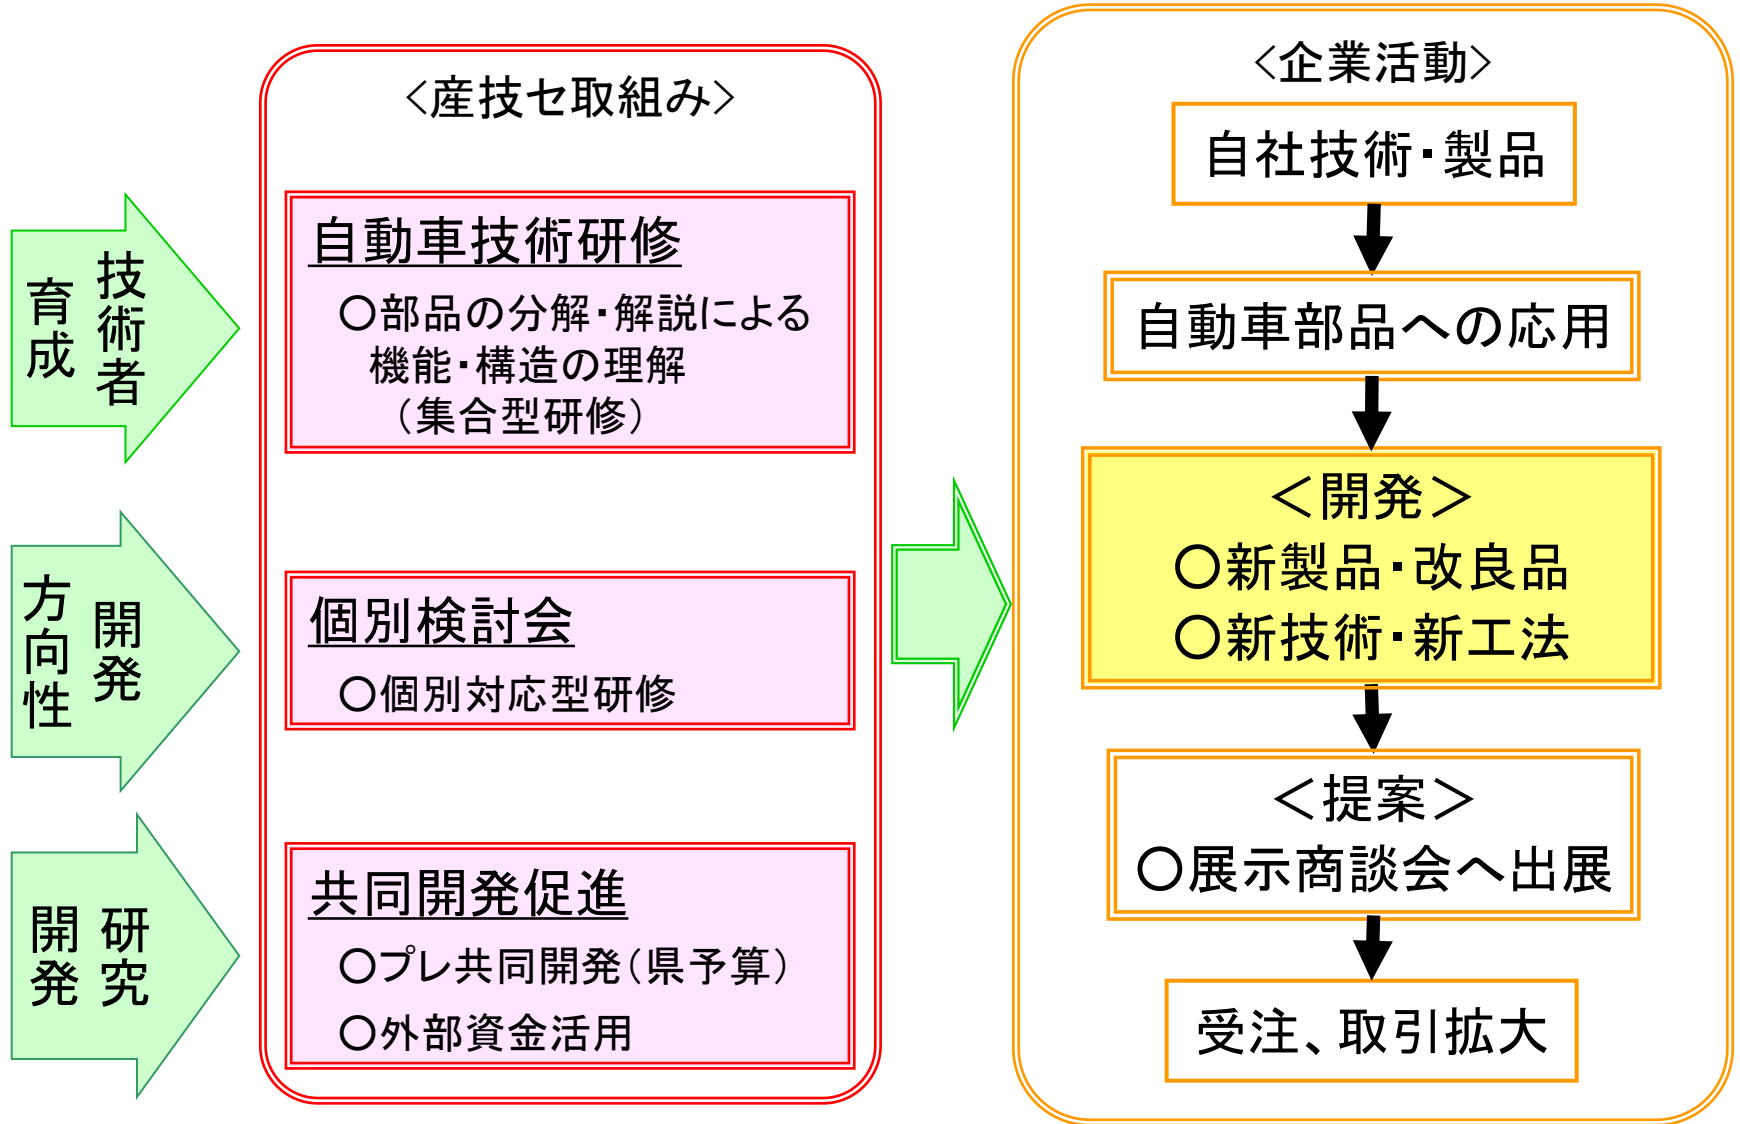 技術者
育成
開発
方向性
研究
開発
<産技セ取組み>
自動車技術研修
○部品の分解・解説による
機能・構造の理解
（集合型研修）
個別検討会
○個別対応型研修
共同開発促進
○プレ共同開発（県予算）
○外部資金活用
<企業活動>
自社技術・製品
自動車部品への応用
＜開発＞
○新製品・改良品
○新技術・新工法
＜提案＞
○展示商談会へ出展
受注、取引拡大